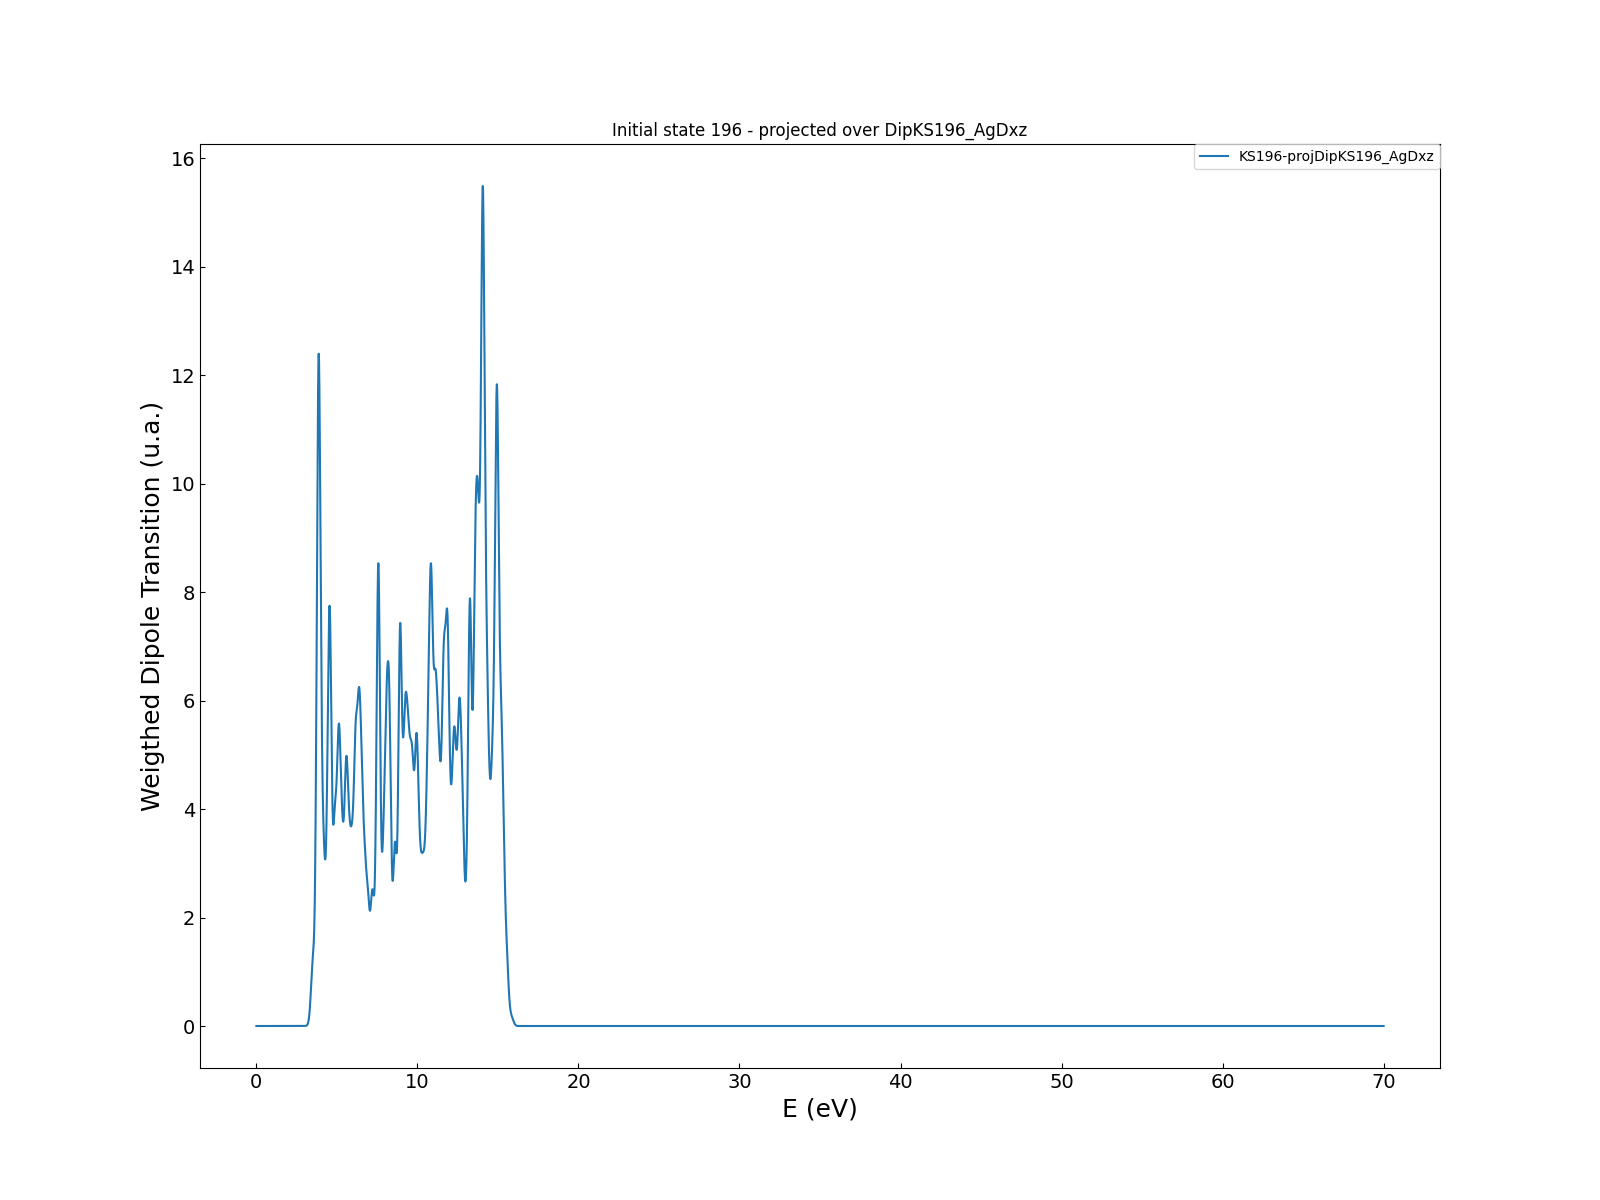 Initial state 196 - projected over DipKS196_AgDxz
KS196-projDipKS196_AgDxz
16
14
12
10
8
6
4
2
0
Weigthed Dipole Transition (u.a.)
0 10 20 30 40 50 60 70
E (eV)